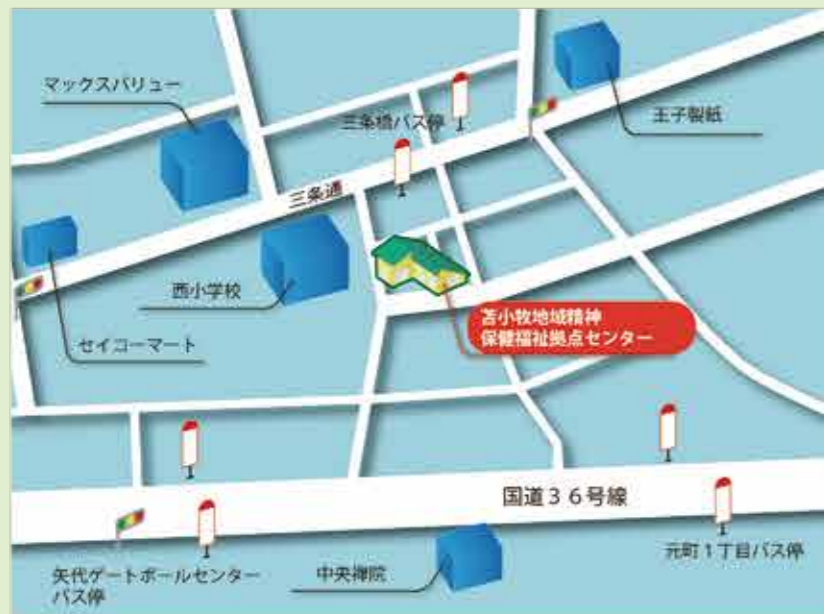 マックスバリュー
三条橋バス停
王子製紙
三条通
西小学校
セイコーマート
苫小牧地域精神
保健福祉拠点センター
国道36号線
元町1丁目バス停
矢代ゲートボールセンター
バス停
中央禅院